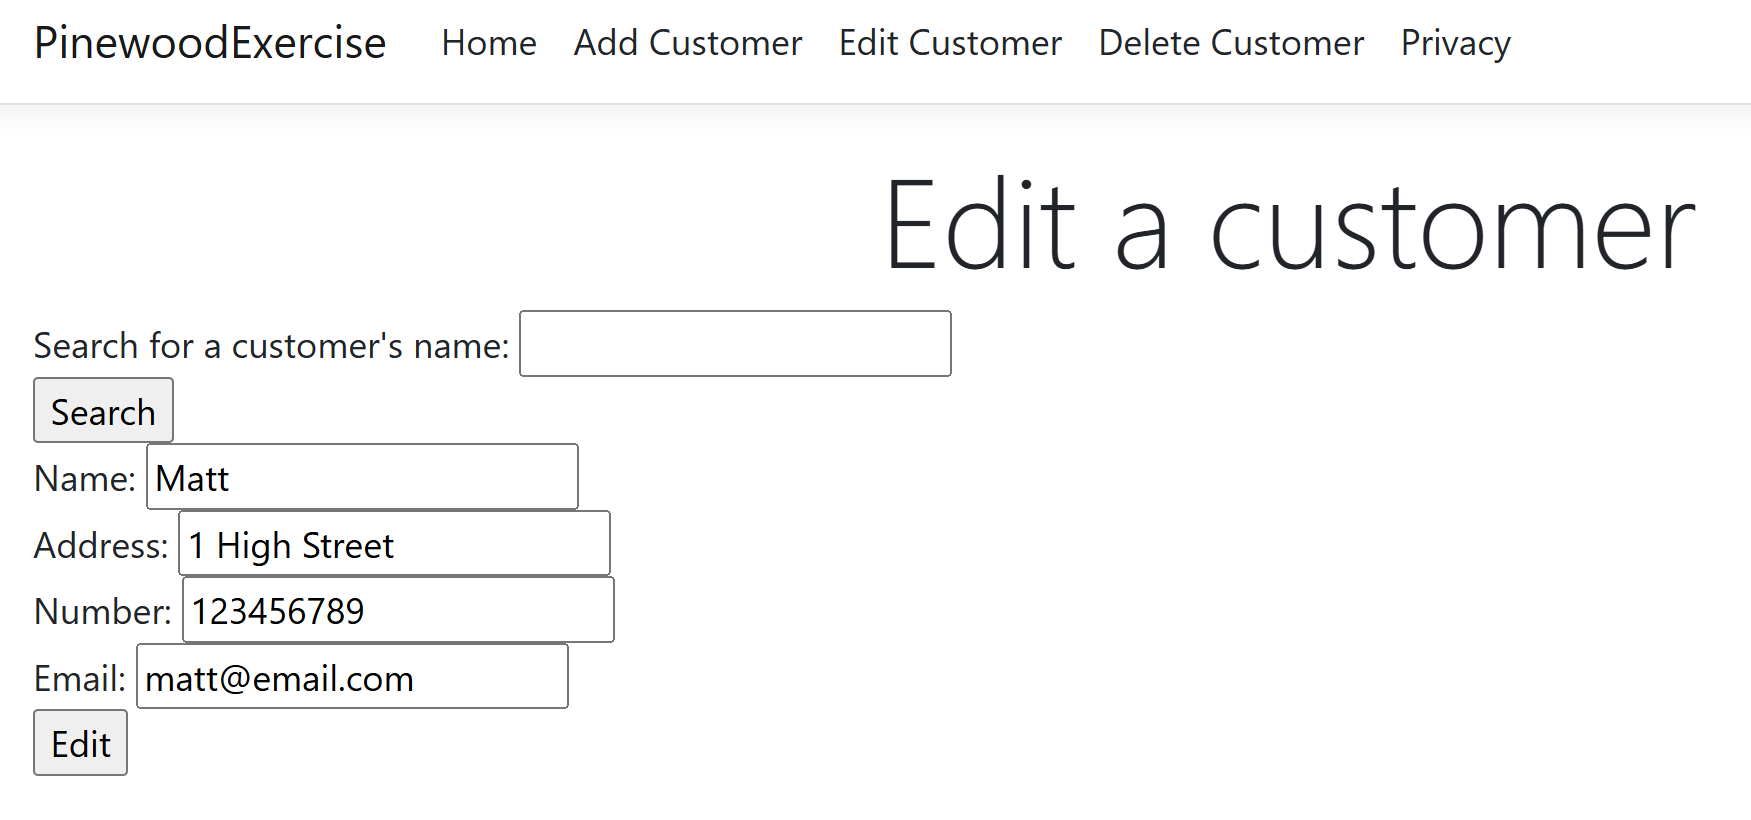 PinewoodExercise Home Add Customer Edit Customer Delete Customer Privacy
Edit a customer
Search for a customer's name:
Search
Name: Matt
Address: 1 High Street
Number: 123456789
Email: matt@email.com
Edit